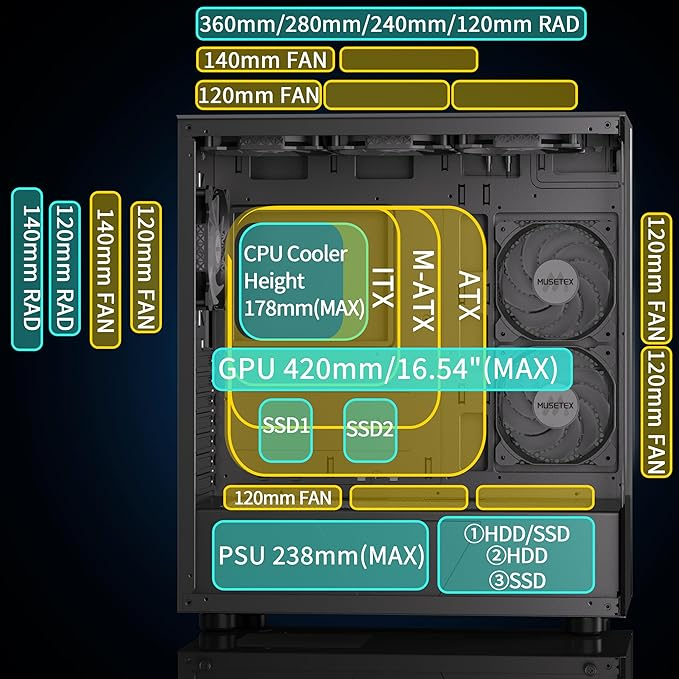 360mm/280mm/240mm/120mm RAD
140mm FAN
120mm FAN
140mm RAD
120mm RAD
140mm FAN
120mm FAN
CPU Cooler
Height
178mm(MAX)
ITX
M-ATX
ATX
MUSETEX
120mm FAN
GPU 420mm/16.54"(MAX)
MUSETEX
120mm FAN
SSD1
SSD2
120mm FAN
PSU 238mm(MAX)
①HDD/SSD
②HDD
③SSD